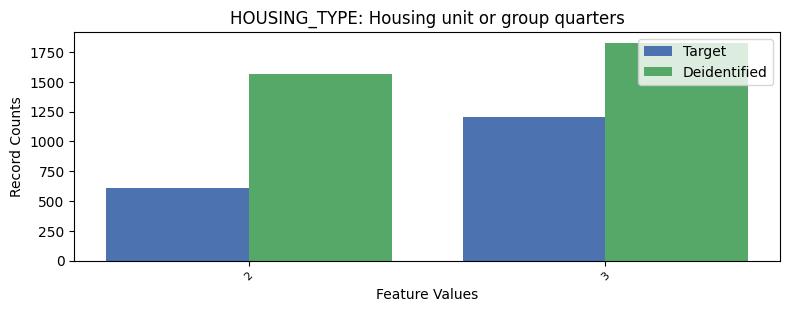 HOUSING_TYPE: Housing unit or group quarters
Target
Deidentified
Record Counts
1750
1500
1250
1000
750
500
250
0
2
3
Feature Values